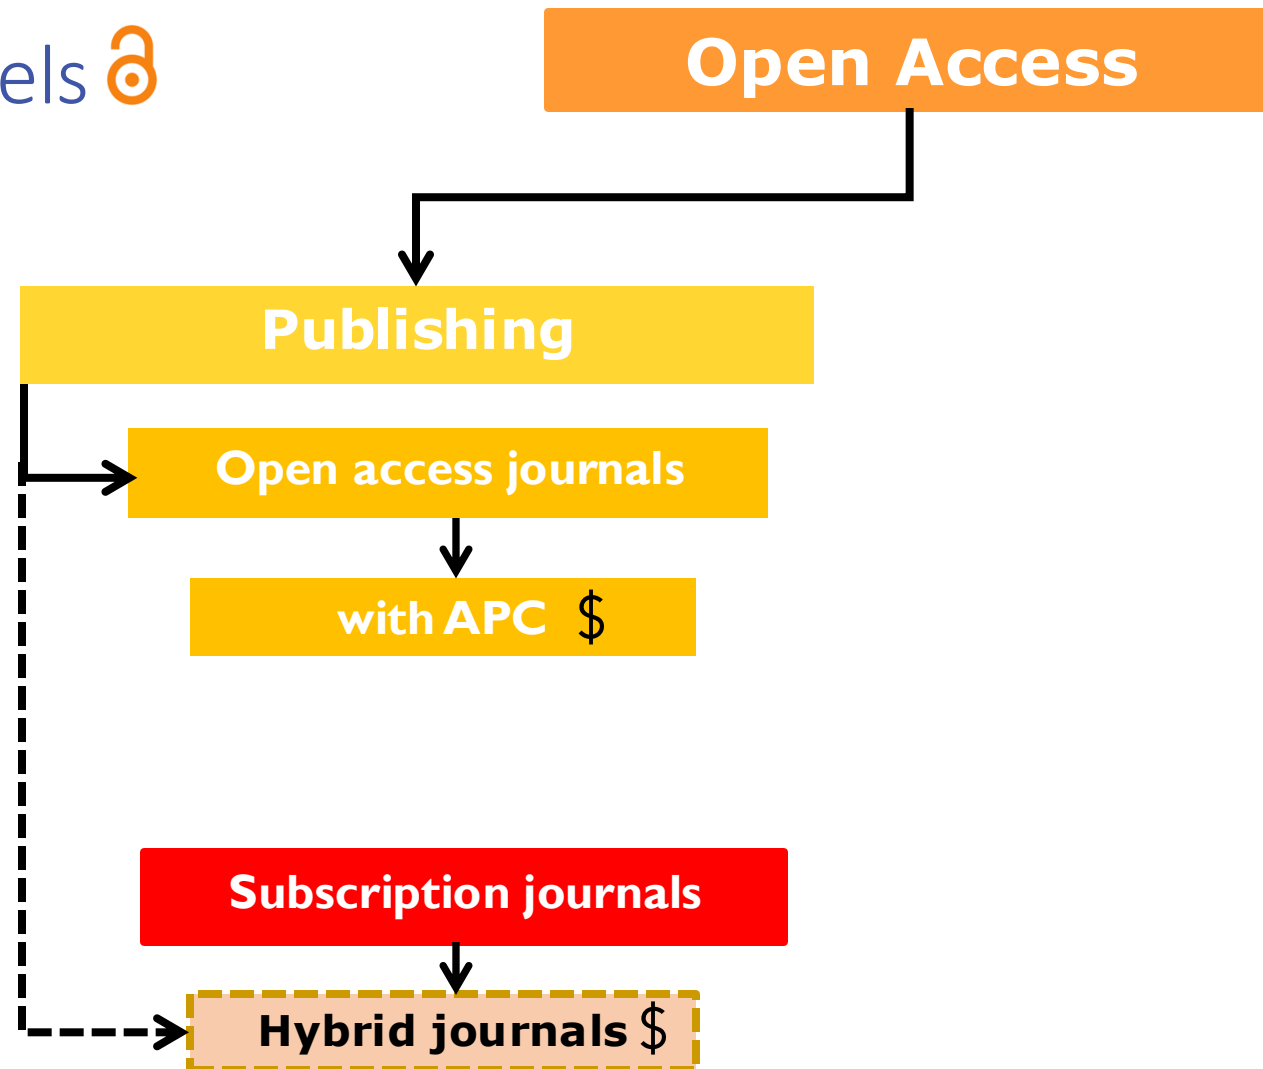 els
Open Access
Publishing
Open access journals
with APC $
Subscription journals
Hybrid journals $